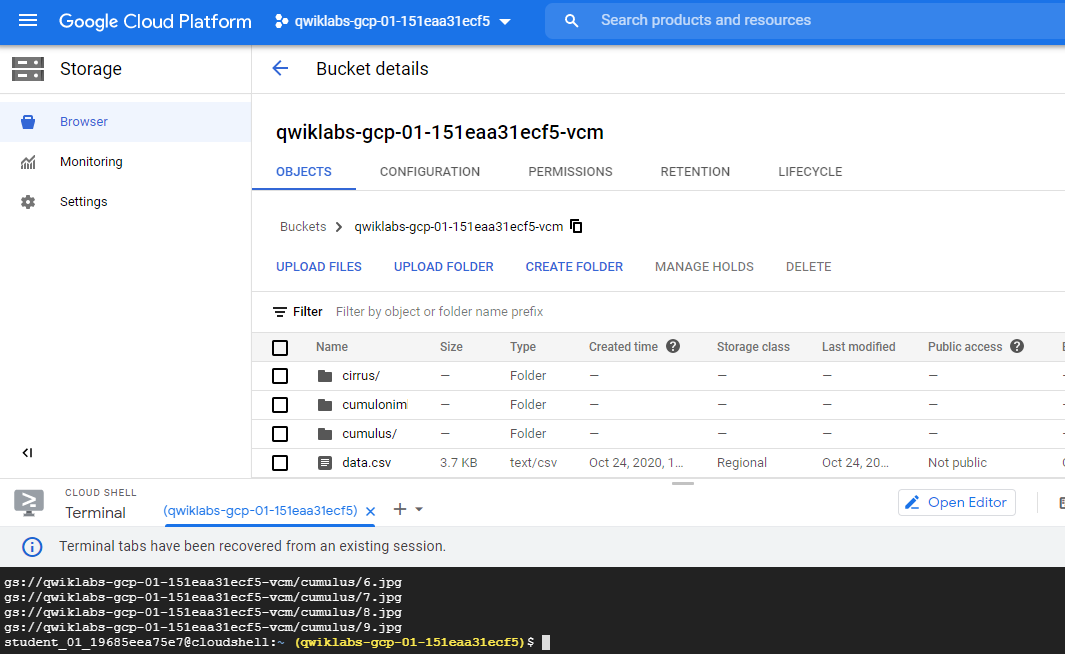 Google Cloud Platform
qwiklabs-gcp-01-151eaa31ecf5
Search products and resources
Storage
Bucket details
Browser
Monitoring
Settings
qwiklabs-gcp-01-151eaa31ecf5-vcm
OBJECTS CONFIGURATION PERMISSIONS RETENTION LIFECYCLE
Buckets > qwiklabs-gcp-01-151eaa31ecf5-vcm
UPLOAD FILES UPLOAD FOLDER CREATE FOLDER MANAGE HOLDS DELETE
Filter Filter by object or folder name prefix
Name Size Type Created time ? Storage class Last modified Public access ?
cirrus/ — Folder — — — —
cumulonim — Folder — — — —
cumulus/ — Folder — — — —
data.csv 3.7 KB text/csv Oct 24, 2020, 1... Regional Oct 24, 20... Not public
CLOUD SHELL
Terminal
(qwiklabs-gcp-01-151eaa31ecf5) × +
Open Editor
Terminal tabs have been recovered from an existing session.
gs://qwiklabs-gcp-01-151eaa31ecf5-vcm/cumulus/6.jpg
gs://qwiklabs-gcp-01-151eaa31ecf5-vcm/cumulus/7.jpg
gs://qwiklabs-gcp-01-151eaa31ecf5-vcm/cumulus/8.jpg
gs://qwiklabs-gcp-01-151eaa31ecf5-vcm/cumulus/9.jpg
student_01_19685eea75e7@cloudshell:~ (qwiklabs-gcp-01-151eaa31ecf5)$